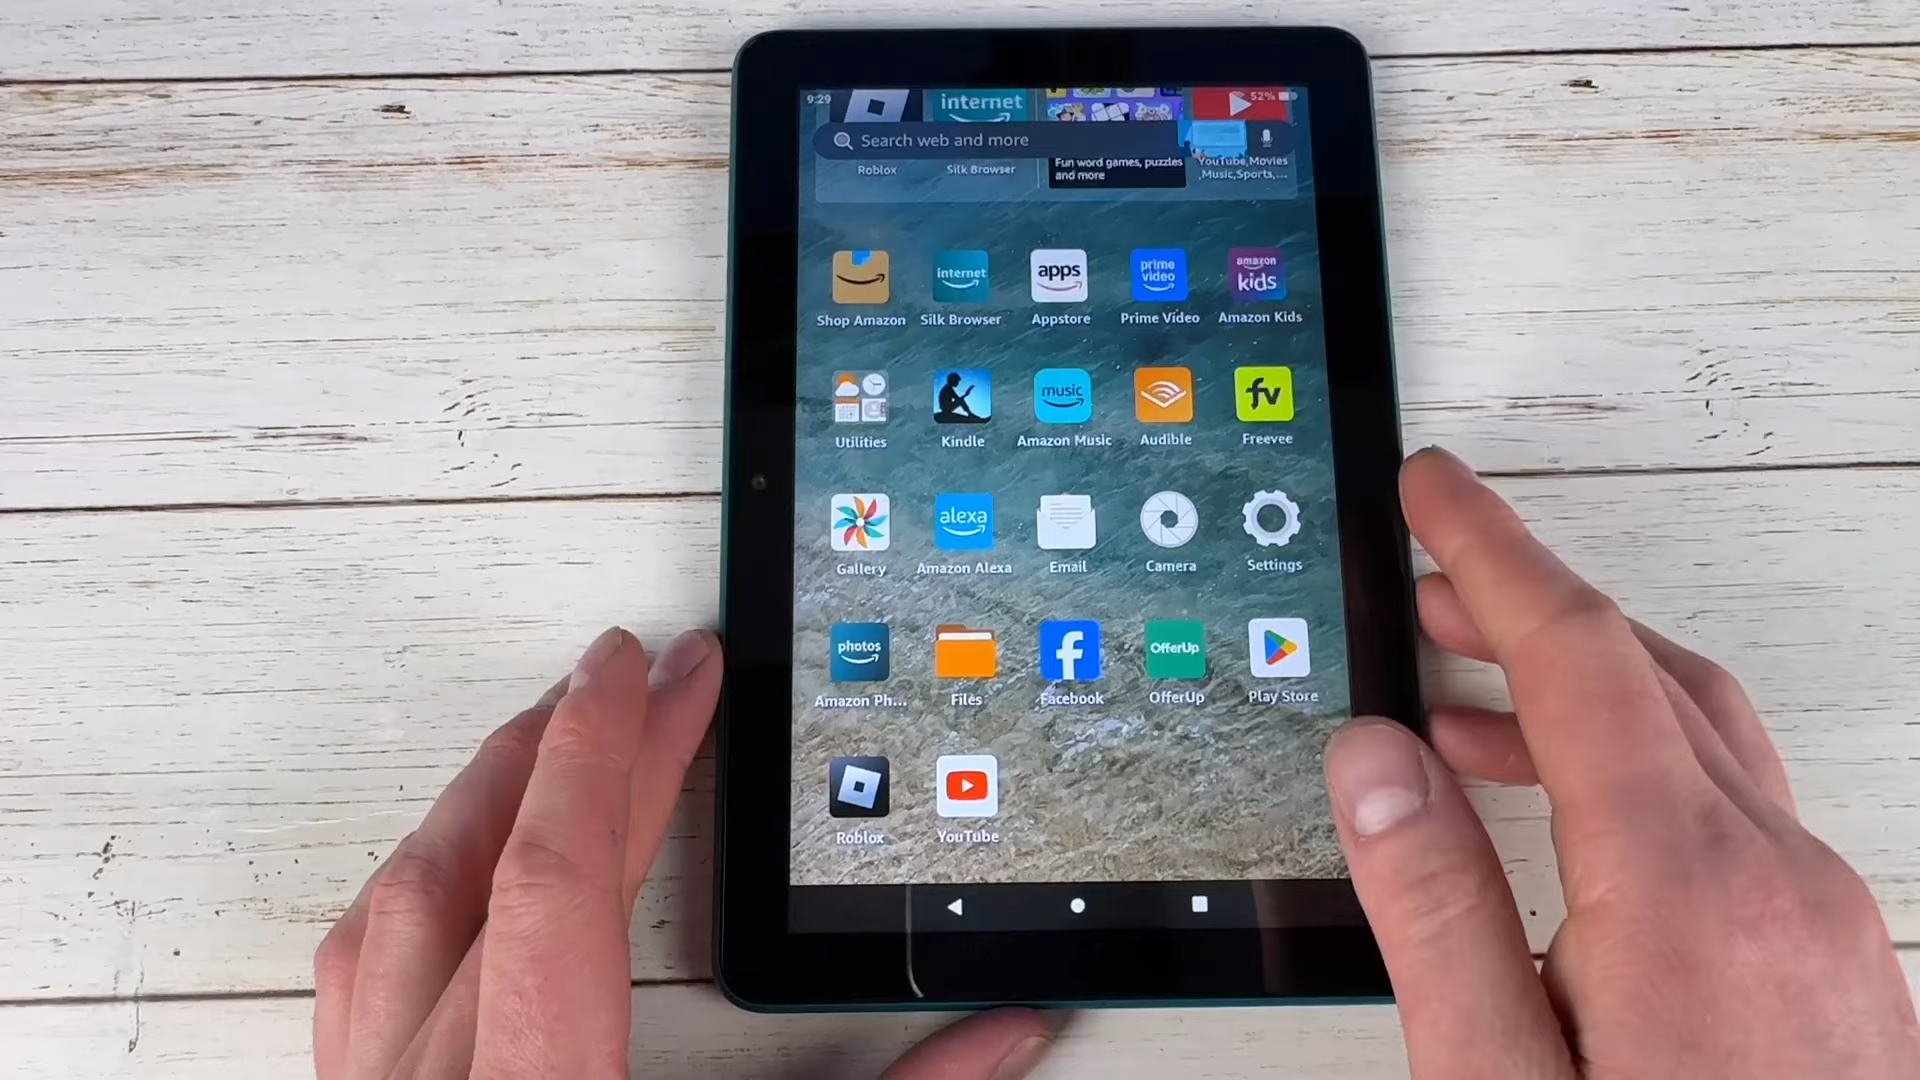 9:29
52%
internet
Search web and more
Roblox
Silk Browser
Fun word games, puzzles
and more
YouTube,Movies
,Music,Sports,...
internet
apps
prime
video
amazon
kids
Shop Amazon
Silk Browser
Appstore
Prime Video
Amazon Kids
music
fv
Utilities
Kindle
Amazon Music
Audible
Freevee
alexa
Gallery
Amazon Alexa
Email
Camera
Settings
photos
OfferUp
Amazon Ph...
Files
Facebook
OfferUp
Play Store
Roblox
YouTube